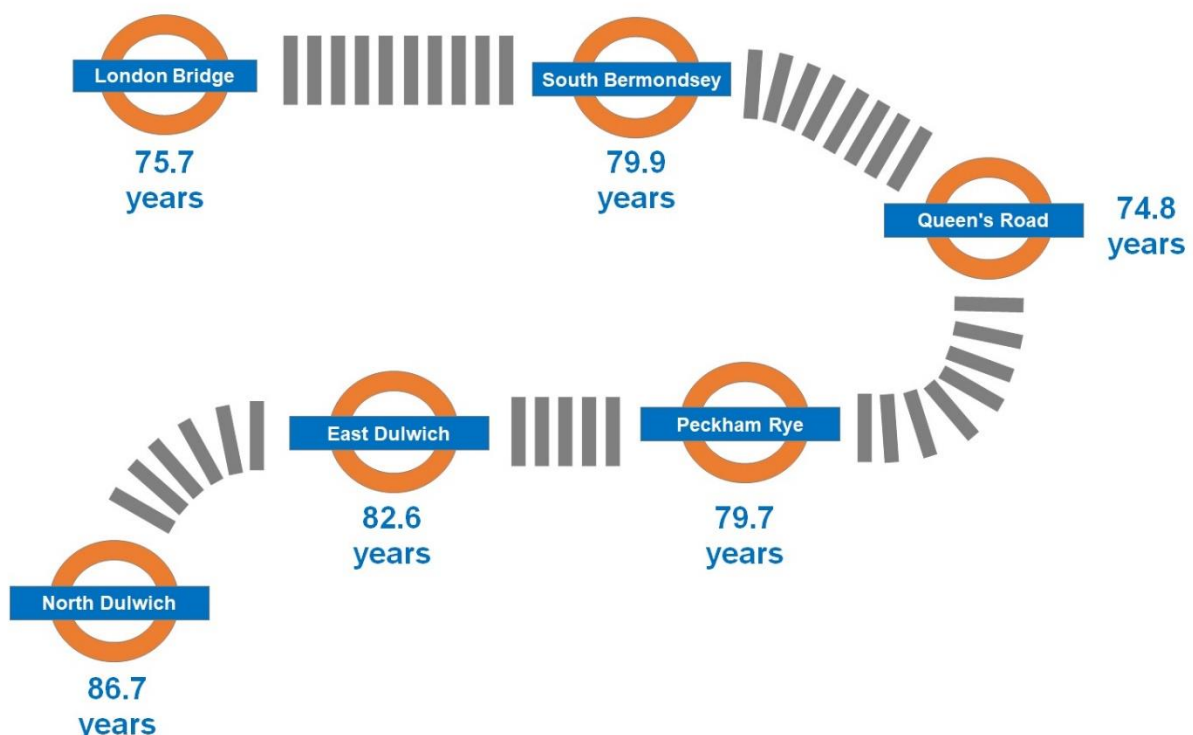 London Bridge
75.7
years
South Bermondsey
79.9
years
Queen's Road
74.8
years
Peckham Rye
79.7
years
East Dulwich
82.6
years
North Dulwich
86.7
years